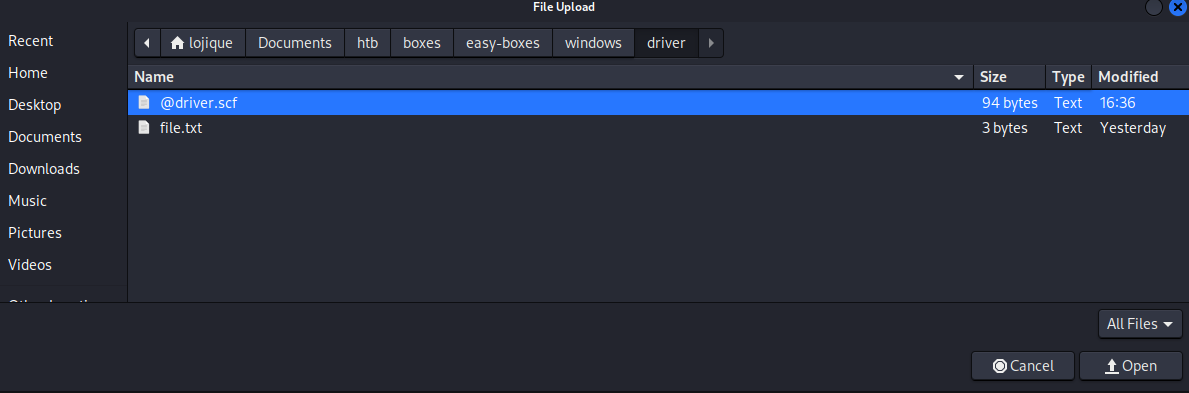 File Upload
Recent
Home
Desktop
Documents
Downloads
Music
Pictures
Videos
lojique Documents htb boxes easy-boxes windows driver
Name Size Type Modified
@driver.scf 94 bytes Text 16:36
file.txt 3 bytes Text Yesterday
All Files
Cancel Open